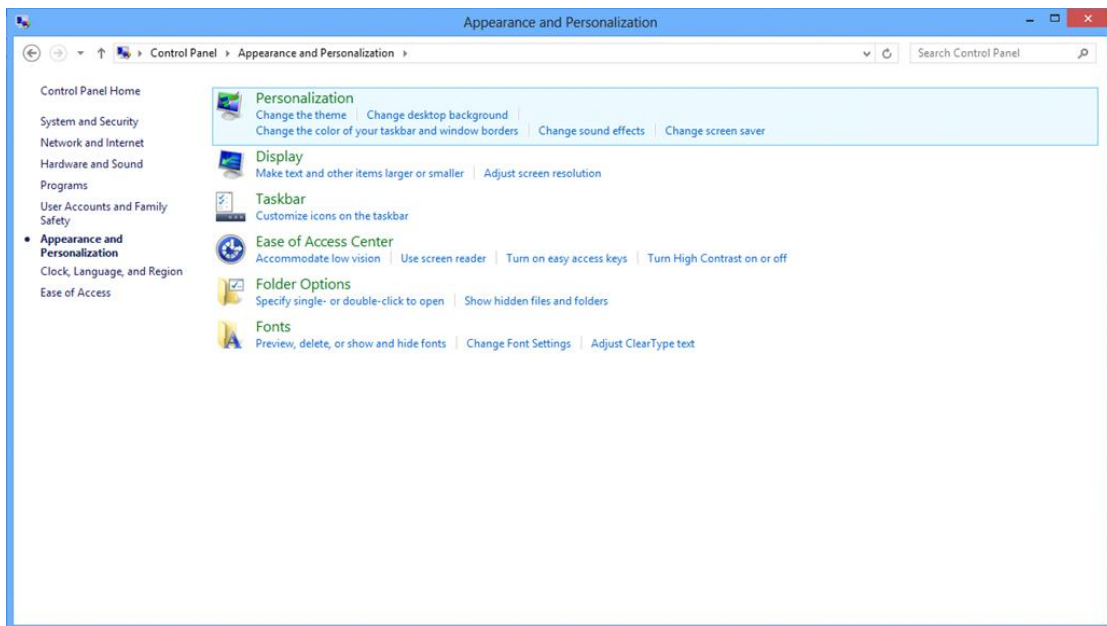 Appearance and Personalization
Control Panel Appearance and Personalization
Search Control Panel
Control Panel Home
System and Security
Network and Internet
Hardware and Sound
Programs
User Accounts and Family
Safety
Appearance and
Personalization
Clock, Language, and Region
Ease of Access
Personalization
Change the theme Change desktop background
Change the color of your taskbar and window borders Change sound effects Change screen saver
Display
Make text and other items larger or smaller Adjust screen resolution
Taskbar
Customize icons on the taskbar
Ease of Access Center
Accommodate low vision Use screen reader Turn on easy access keys Turn High Contrast on or off
Folder Options
Specify single- or double-click to open Show hidden files and folders
Fonts
Preview, delete, or show and hide fonts Change Font Settings Adjust ClearType text